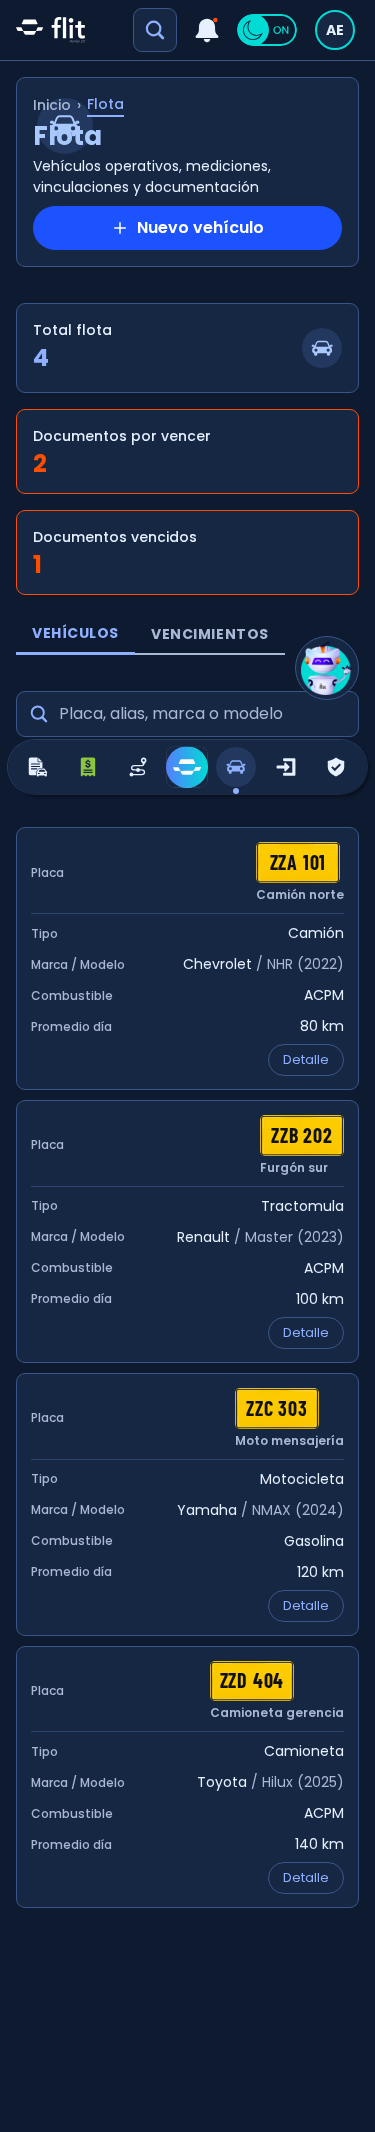 flit
ON
AE
Inicio › Flota
Flota
Vehículos operativos, mediciones,
vinculaciones y documentación
+ Nuevo vehículo
Total flota
4
Documentos por vencer
2
Documentos vencidos
1
VEHÍCULOS VENCIMIENTOS
Placa, alias, marca o modelo
Placa ZZA 101
Camión norte
Tipo Camión
Marca / Modelo Chevrolet / NHR (2022)
Combustible ACPM
Promedio día 80 km
Detalle
Placa ZZB 202
Furgón sur
Tipo Tractomula
Marca / Modelo Renault / Master (2023)
Combustible ACPM
Promedio día 100 km
Detalle
Placa ZZC 303
Moto mensajería
Tipo Motocicleta
Marca / Modelo Yamaha / NMAX (2024)
Combustible Gasolina
Promedio día 120 km
Detalle
Placa ZZD 404
Camioneta gerencia
Tipo Camioneta
Marca / Modelo Toyota / Hilux (2025)
Combustible ACPM
Promedio día 140 km
Detalle